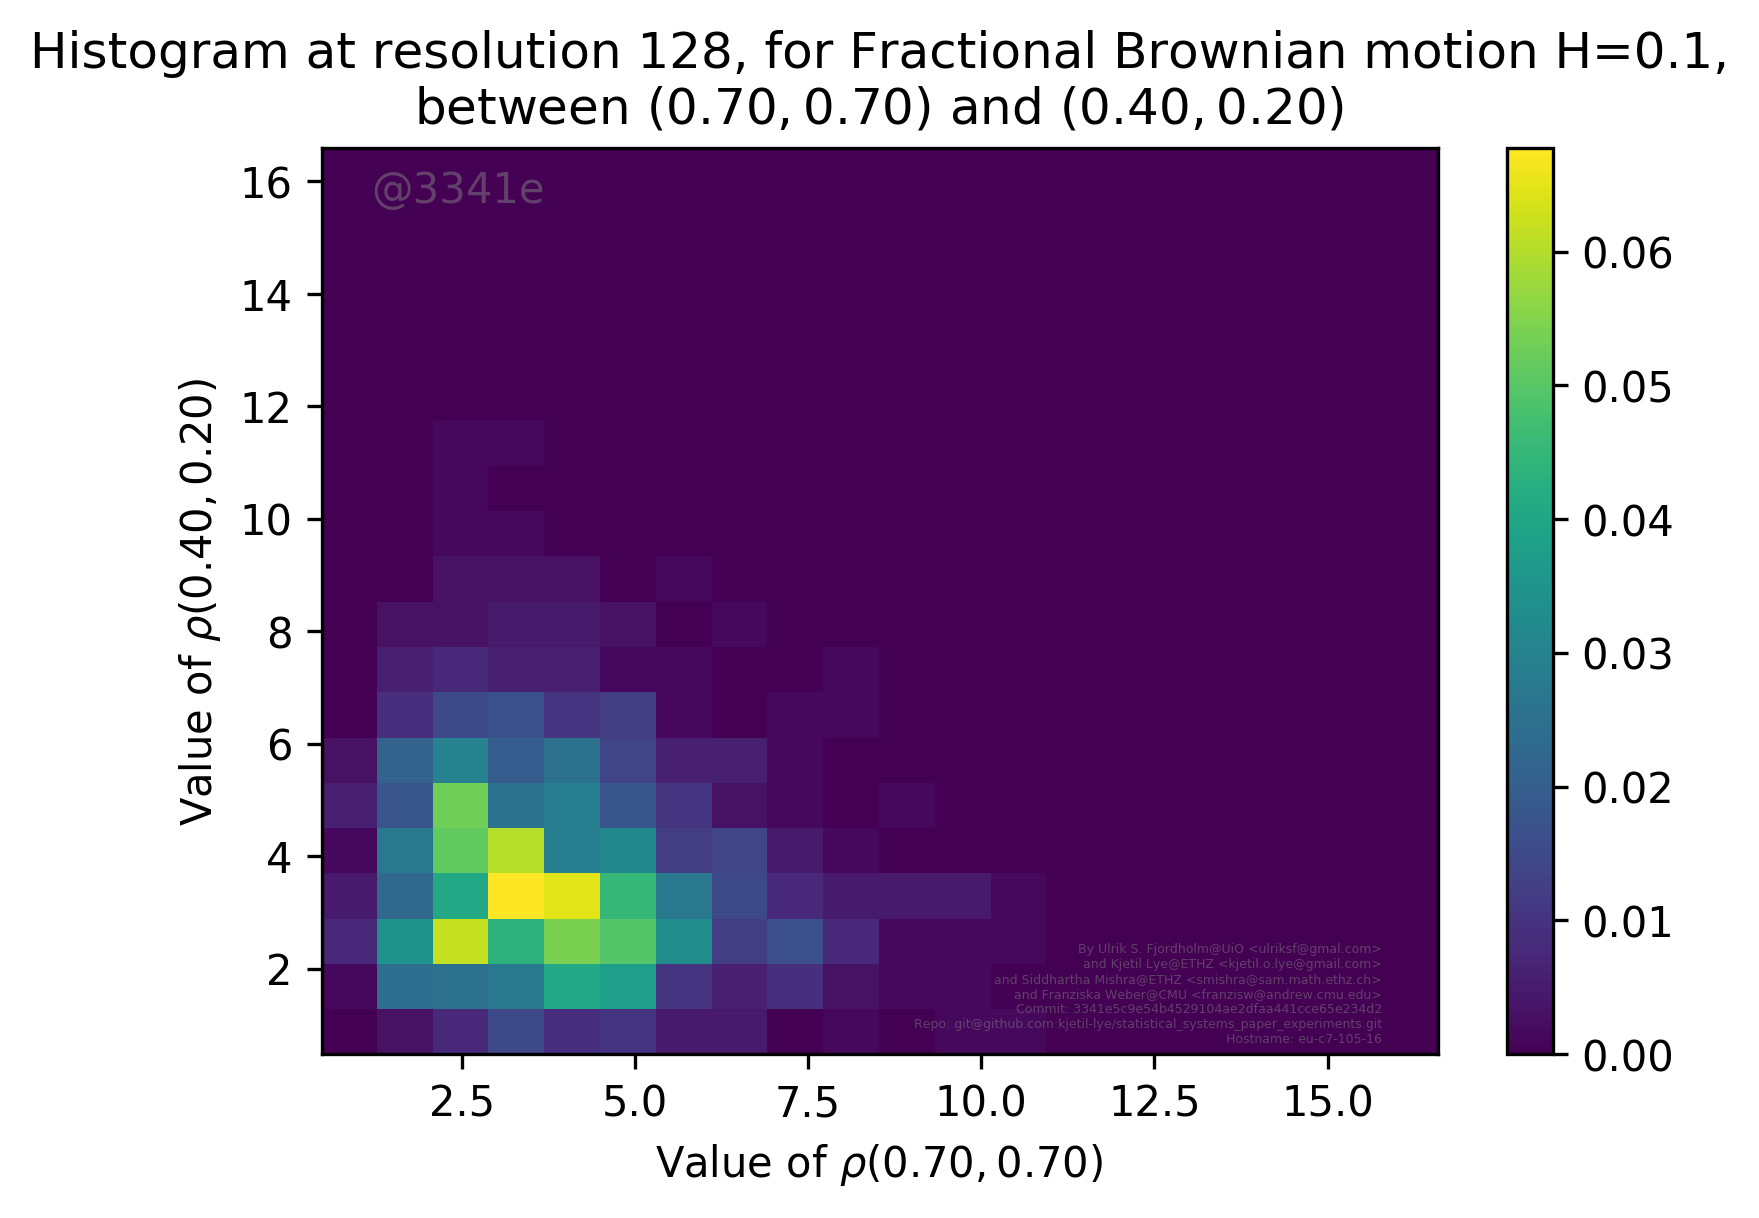 Histogram at resolution 128, for Fractional Brownian motion H=0.1,
between (0.70, 0.70) and (0.40, 0.20)
@3341e
16
14
12
10
8
6
4
2
Value of ρ(0.40, 0.20)
2.5
5.0
7.5
10.0
12.5
15.0
Value of ρ(0.70, 0.70)
0.06
0.05
0.04
0.03
0.02
0.01
0.00
By Ulrik S. Fjordholm@UiO <ulriksf@gmal.com>
and Kjetil Lye@ETHZ <kjetil.o.lye@gmail.com>
and Siddhartha Mishra@ETHZ <smishra@sam.math.ethz.ch>
and Franziska Weber@CMU <franzisw@andrew.cmu.edu>
Commit: 3341e5c9e54b4529104ae2dfaa441cce65e234d2
Repo: git@github.com:kjetil-lye/statistical_systems_paper_experiments.git
Hostname: eu-c7-105-16